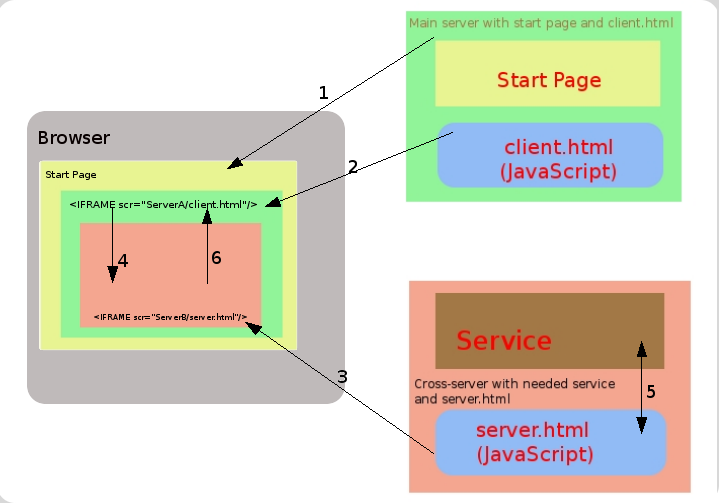 Main server with start page and client.html
Start Page
client.html
(JavaScript)
1
2
Browser
Start Page
<IFRAME scr="ServerA/client.html"/>
4
6
<IFRAME scr="ServerB/server.html"/>
3
Service
Cross-server with needed service
and server.html
5
server.html
(JavaScript)